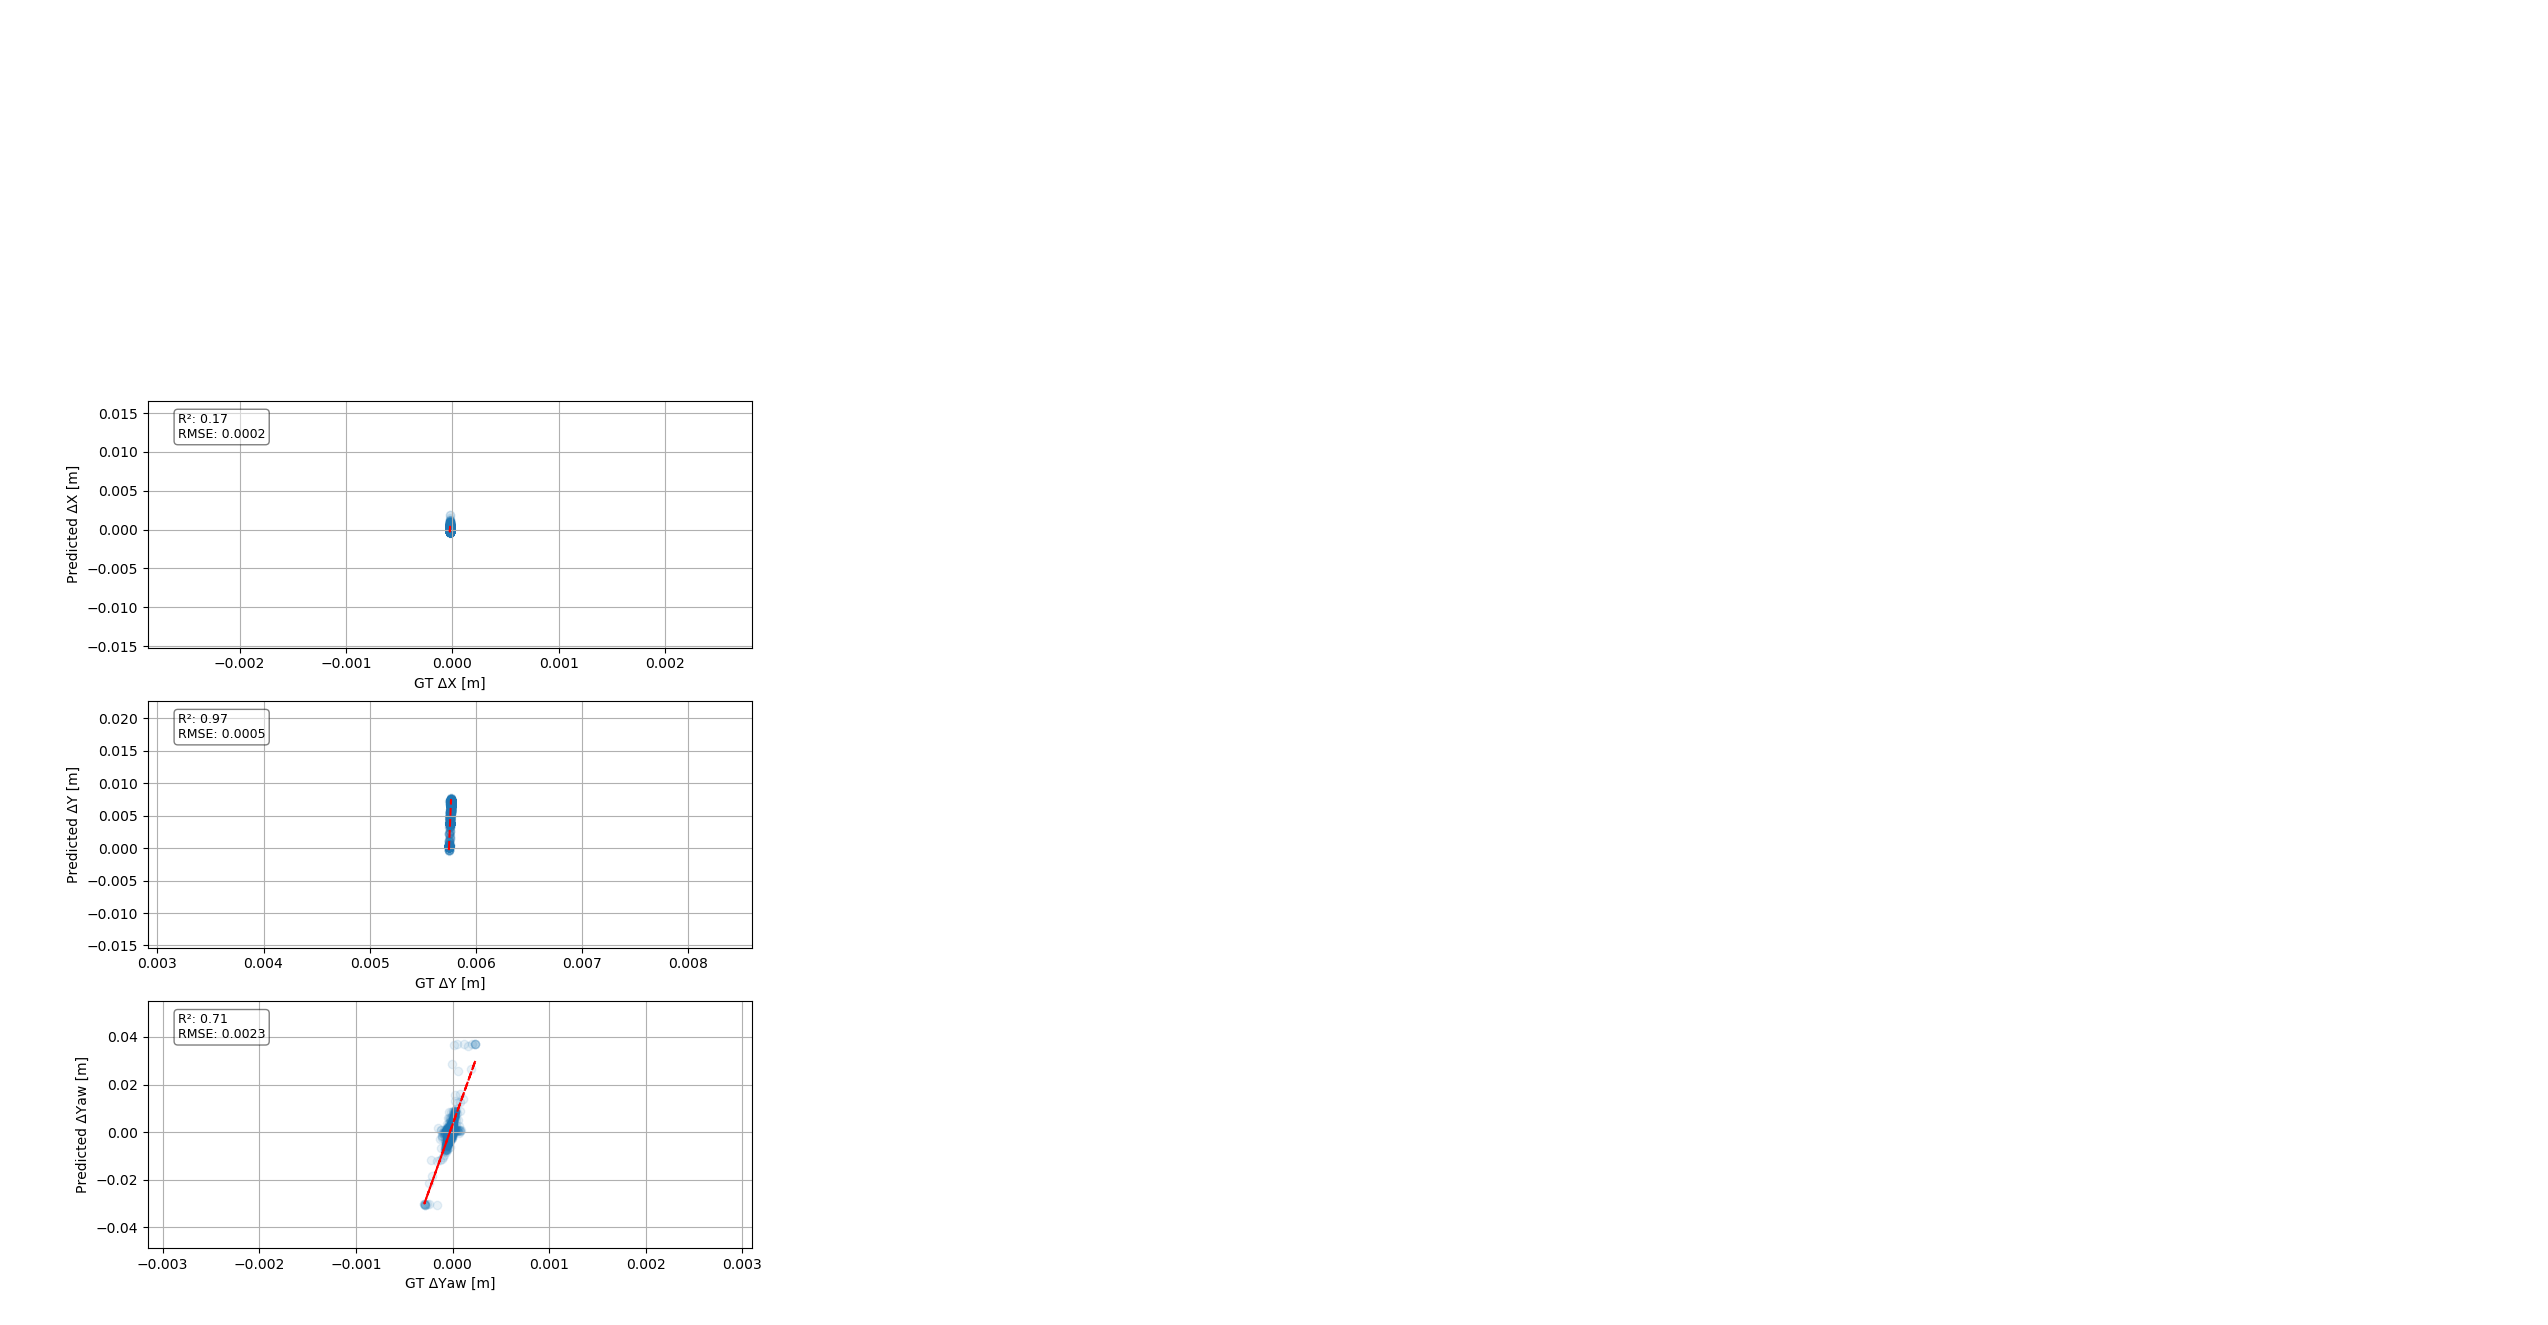 R²: 0.17
RMSE: 0.0002
0.015
0.010
0.005
0.000
−0.005
−0.010
−0.015
Predicted ΔX [m]
−0.002 −0.001 0.000 0.001 0.002
GT ΔX [m]
R²: 0.97
RMSE: 0.0005
0.020
0.015
0.010
0.005
0.000
−0.005
−0.010
−0.015
Predicted ΔY [m]
0.003 0.004 0.005 0.006 0.007 0.008
GT ΔY [m]
R²: 0.71
RMSE: 0.0023
0.04
0.02
0.00
−0.02
−0.04
Predicted ΔYaw [m]
−0.003 −0.002 −0.001 0.000 0.001 0.002 0.003
GT ΔYaw [m]